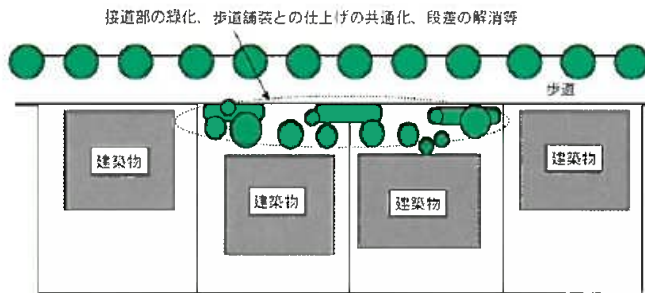 接道部の緑化、歩道舗装との仕上げの共通化、段差の解消等
歩道
建築物
建築物
建築物
建築物